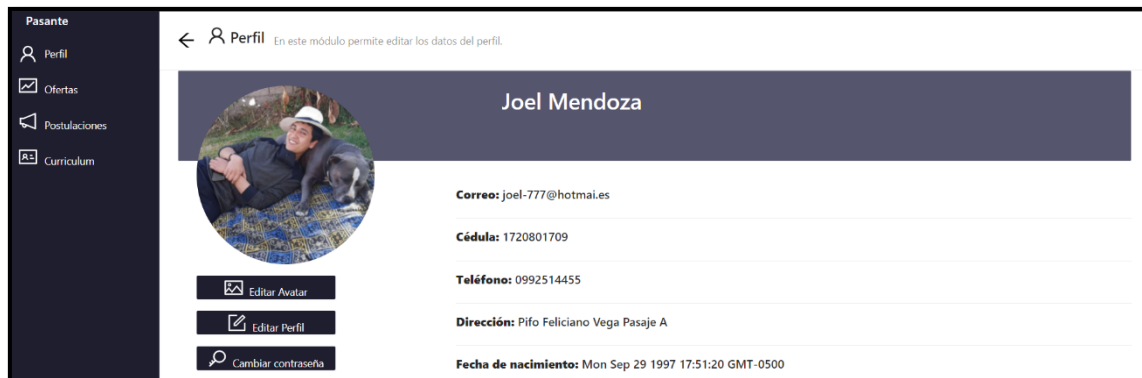 Pasante
Perfil
Ofertas
Postulaciones
Curriculum
Perfil En este módulo permite editar los datos del perfil.
Joel Mendoza
Correo: joel-777@hotmai.es
Cédula: 1720801709
Teléfono: 0992514455
Dirección: Pifo Feliciano Vega Pasaje A
Fecha de nacimiento: Mon Sep 29 1997 17:51:20 GMT-0500
Editar Avatar
Editar Perfil
Cambiar contraseña